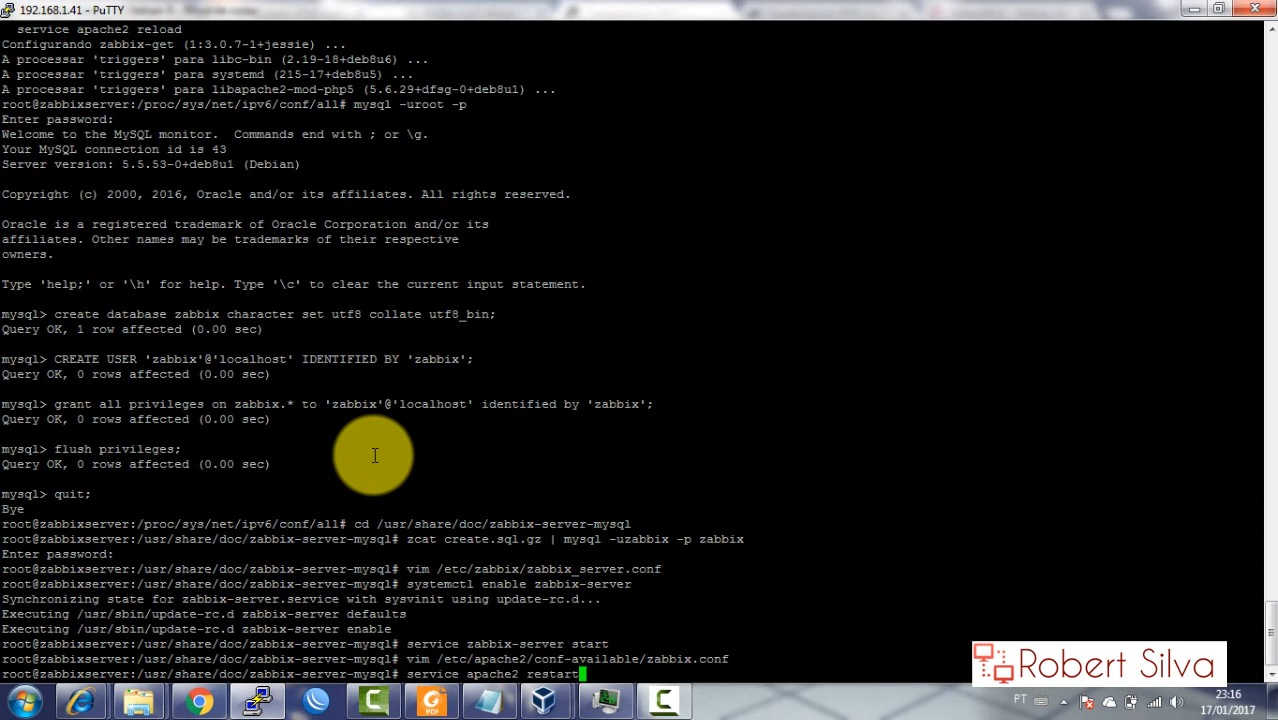 192.168.1.41 - PuTTY
service apache2 reload
Configurando zabbix-get (1:3.0.7-1+jessie) ...
A processar 'triggers' para libc-bin (2.19-18+deb8u6) ...
A processar 'triggers' para systemd (215-17+deb8u5) ...
A processar 'triggers' para libapache2-mod-php5 (5.6.29+dfsg-0+deb8u1) ...
root@zabbixserver:/proc/sys/net/ipv6/conf/all# mysql -uroot -p
Enter password:
Welcome to the MySQL monitor.  Commands end with ; or \g.
Your MySQL connection id is 43
Server version: 5.5.53-0+deb8u1 (Debian)
Copyright (c) 2000, 2016, Oracle and/or its affiliates. All rights reserved.
Oracle is a registered trademark of Oracle Corporation and/or its
affiliates. Other names may be trademarks of their respective
owners.
Type 'help;' or '\h' for help. Type '\c' to clear the current input statement.
mysql> create database zabbix character set utf8 collate utf8_bin;
Query OK, 1 row affected (0.00 sec)
mysql> CREATE USER 'zabbix'@'localhost' IDENTIFIED BY 'zabbix';
Query OK, 0 rows affected (0.00 sec)
mysql> grant all privileges on zabbix.* to 'zabbix'@'localhost' identified by 'zabbix';
Query OK, 0 rows affected (0.00 sec)
mysql> flush privileges;
Query OK, 0 rows affected (0.00 sec)
mysql> quit;
Bye
root@zabbixserver:/proc/sys/net/ipv6/conf/all# cd /usr/share/doc/zabbix-server-mysql
root@zabbixserver:/usr/share/doc/zabbix-server-mysql# zcat create.sql.gz | mysql -uzabbix -p zabbix
Enter password:
root@zabbixserver:/usr/share/doc/zabbix-server-mysql# vim /etc/zabbix/zabbix_server.conf
root@zabbixserver:/usr/share/doc/zabbix-server-mysql# systemctl enable zabbix-server
Synchronizing state for zabbix-server.service with sysvinit using update-rc.d...
Executing /usr/sbin/update-rc.d zabbix-server defaults
Executing /usr/sbin/update-rc.d zabbix-server enable
root@zabbixserver:/usr/share/doc/zabbix-server-mysql# service zabbix-server start
root@zabbixserver:/usr/share/doc/zabbix-server-mysql# vim /etc/apache2/conf-available/zabbix.conf
root@zabbixserver:/usr/share/doc/zabbix-server-mysql# service apache2 restart
Robert Silva
PT
23:16
17/01/2017